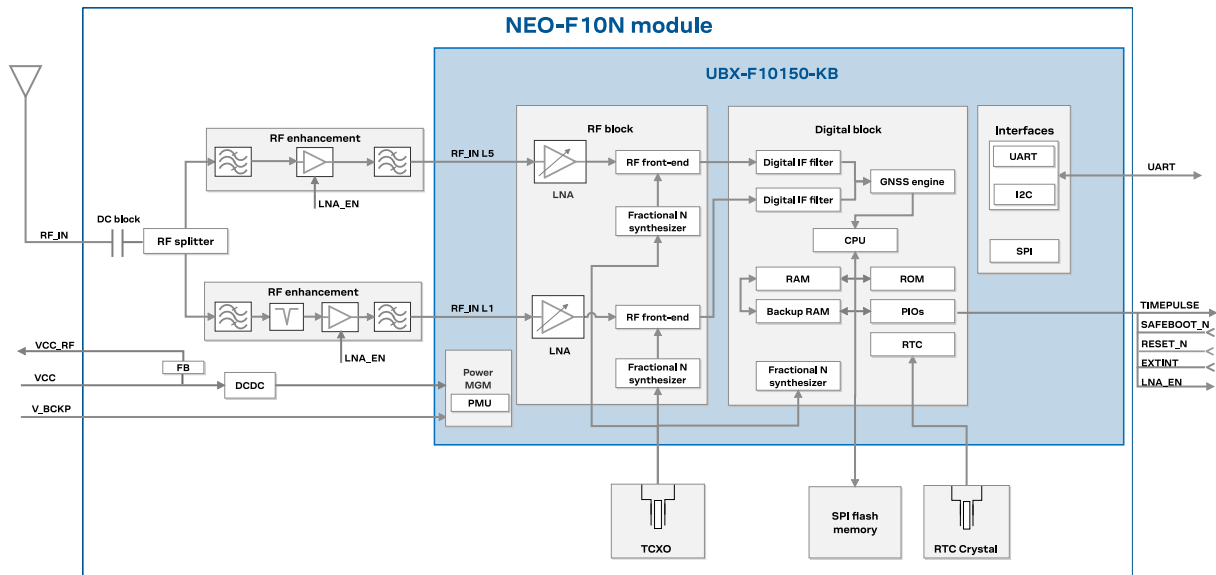 NEO-F10N module
UBX-F10150-KB
RF enhancement
LNA_EN
RF_IN L5
RF block
LNA
RF front-end
Fractional N
synthesizer
Digital block
Digital IF filter
Digital IF filter
GNSS engine
CPU
Interfaces
UART
I2C
SPI
UART
DC block
RF_IN
RF splitter
RF enhancement
LNA_EN
RF_IN L1
LNA
RF front-end
Fractional N
synthesizer
RAM
ROM
Backup RAM
PIOs
RTC
Fractional N
synthesizer
TIMEPULSE
SAFEBOOT_N
RESET_N
EXTINT
LNA_EN
VCC_RF
FB
VCC
DCDC
V_BCKP
Power
MGM
PMU
TCXO
SPI flash
memory
RTC Crystal